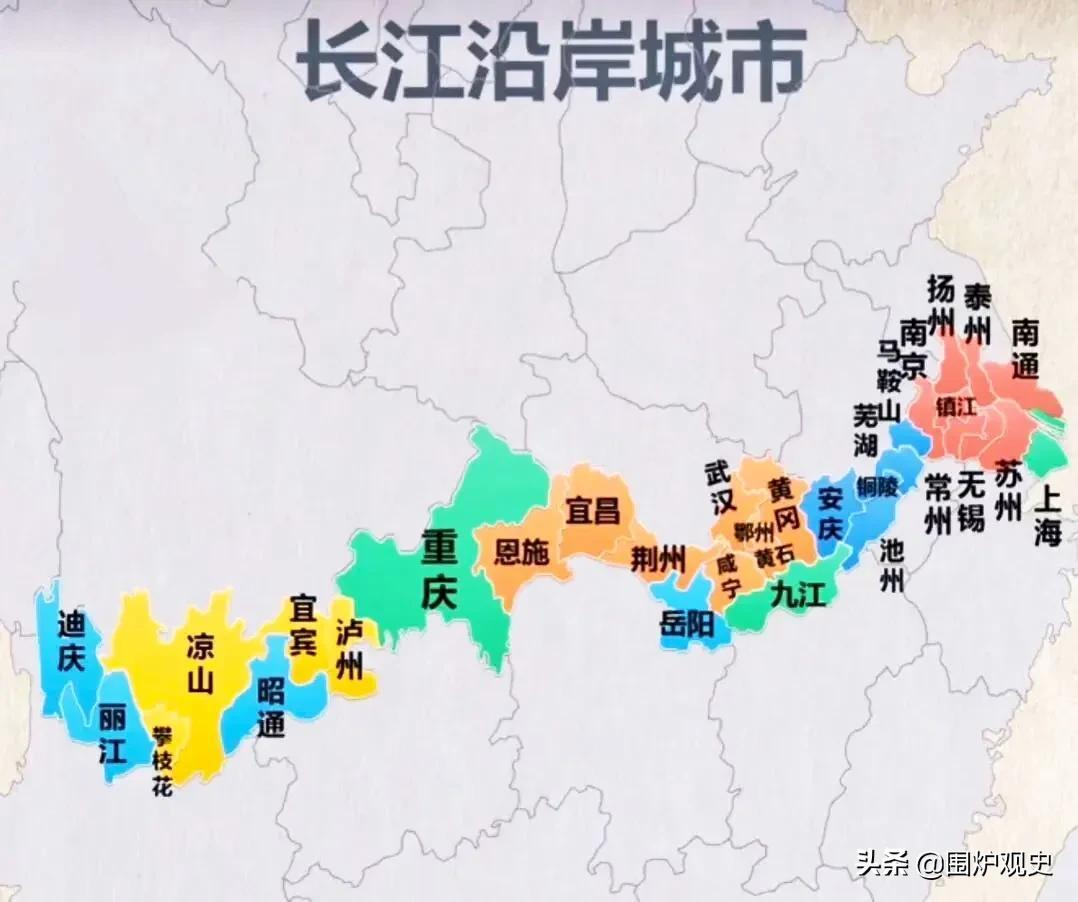 长江沿岸城市
扬州
泰州
南京
南通
马鞍山
镇江
芜湖
武汉
黄冈
安庆
铜陵
常州
无锡
苏州
上海
宜昌
鄂州
重庆
恩施
荆州
咸宁
黄石
池州
九江
岳阳
迪庆
凉山
宜宾
泸州
昭通
丽江
攀枝花
头条 @围炉观史